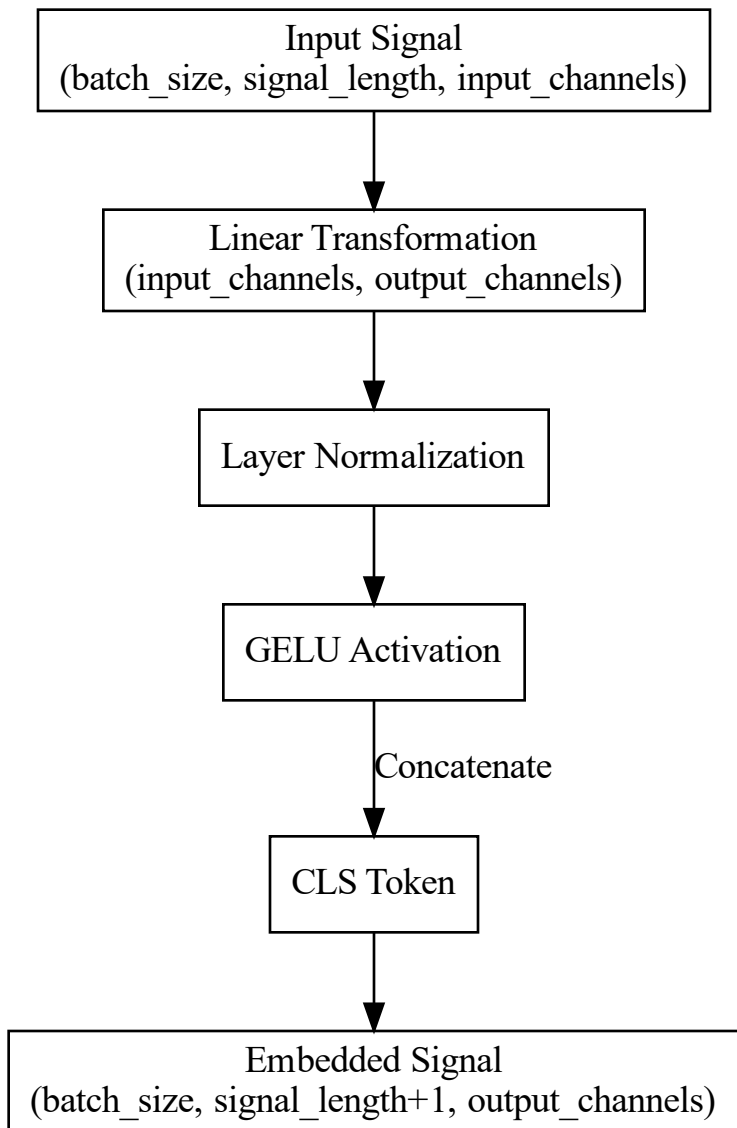 Input Signal
(batch_size, signal_length, input_channels)
Linear Transformation
(input_channels, output_channels)
Layer Normalization
GELU Activation
Concatenate
CLS Token
Embedded Signal
(batch_size, signal_length+1, output_channels)